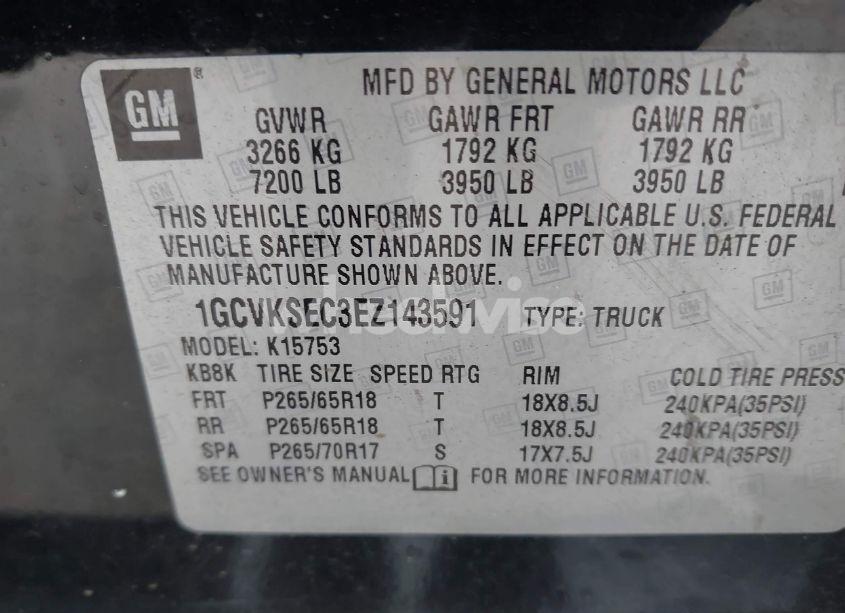 GM ® MFD BY GENERAL MOTORS LLC
GVWR GAWR FRT GAWR RR
3266 KG 1792 KG 1792 KG
7200 LB 3950 LB 3950 LB
THIS VEHICLE CONFORMS TO ALL APPLICABLE U.S. FEDERAL
VEHICLE SAFETY STANDARDS IN EFFECT ON THE DATE OF
MANUFACTURE SHOWN ABOVE.
1GCVKSEC3EZ143591 TYPE: TRUCK
MODEL: K15753
KB8K TIRE SIZE SPEED RTG RIM COLD TIRE PRESS
FRT P265/65R18 T 18X8.5J 240KPA(35PSI)
RR P265/65R18 T 18X8.5J 240KPA(35PSI)
SPA P265/70R17 S 17X7.5J 240KPA(35PSI)
SEE OWNER'S MANUAL i FOR MORE INFORMATION.